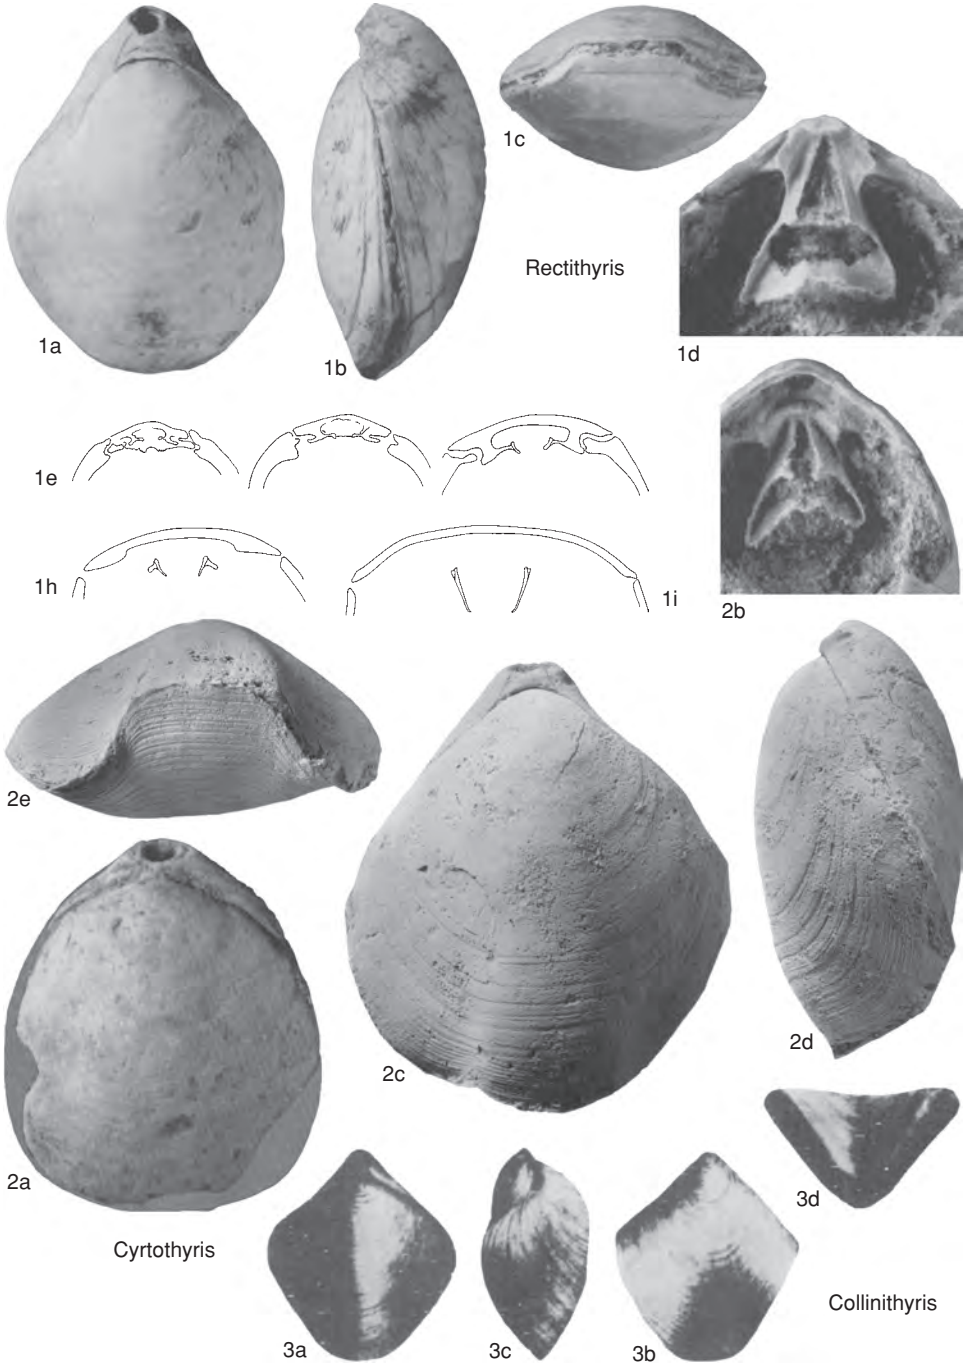 1a
1b
1c
Rectithyris
1d
1e
1h
1i
2b
2e
2c
2d
2a
3d
Cyrtothyris
3a
3c
3b
Collinithyris